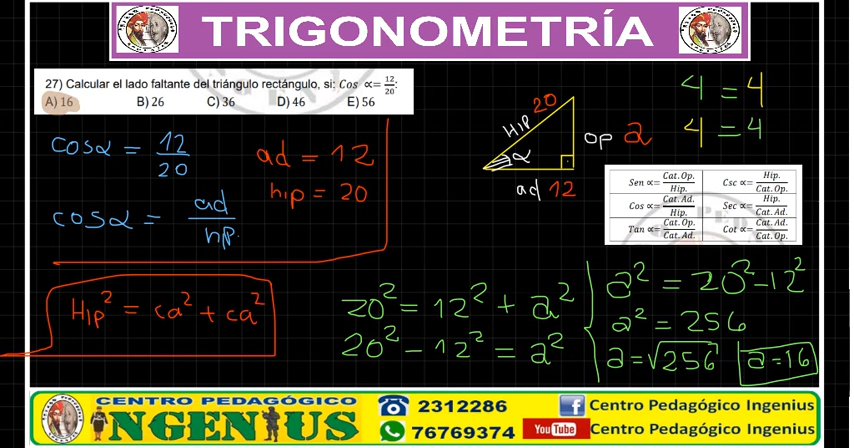 TRIGONOMETRÍA
27) Calcular el lado faltante del triángulo rectángulo, si: Cos ∝= 12/20:
A) 16 B) 26 C) 36 D) 46 E) 56
cosα = 12/20
ad = 12
hip = 20
cosα = ad/hp.
Hip² = ca² + ca²
Hip 20
α
op a
ad 12
4 = 4
4 = 4
Sen ∝= Cat.Op./Hip. Csc ∝= Hip./Cat.Op.
Cos ∝= Cat.Ad./Hip. Sec ∝= Hip./Cat.Ad.
Tan ∝= Cat.Op./Cat.Ad. Cot ∝= Cat.Ad./Cat.Op.
20² = 12² + a²
20² - 12² = a²
a² = 20² - 12²
a² = 256
a = √256 a = 16
CENTRO PEDAGÓGICO
INGENIUS
2312286
76769374
Centro Pedagógico Ingenius
YouTube Centro Pedagógico Ingenius